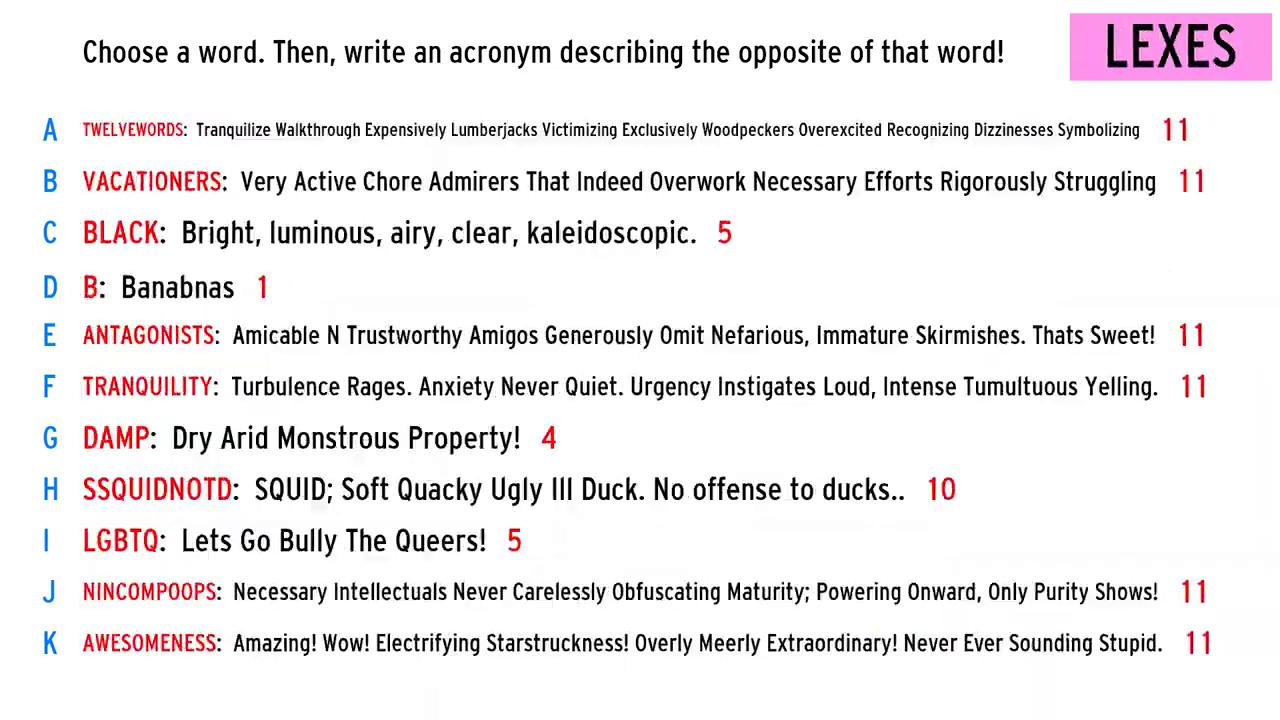 Choose a word. Then, write an acronym describing the opposite of that word!
LEXES
A TWELVEWORDS: Tranquilize Walkthrough Expensively Lumberjacks Victimizing Exclusively Woodpeckers Overexcited Recognizing Dizzinesses Symbolizing 11
B VACATIONERS: Very Active Chore Admirers That Indeed Overwork Necessary Efforts Rigorously Struggling 11
C BLACK: Bright, luminous, airy, clear, kaleidoscopic. 5
D B: Banabnas 1
E ANTAGONISTS: Amicable N Trustworthy Amigos Generously Omit Nefarious, Immature Skirmishes. Thats Sweet! 11
F TRANQUILITY: Turbulence Rages. Anxiety Never Quiet. Urgency Instigates Loud, Intense Tumultuous Yelling. 11
G DAMP: Dry Arid Monstrous Property! 4
H SSQUIDNOTD: SQUID; Soft Quacky Ugly Ill Duck. No offense to ducks.. 10
I LGBTQ: Lets Go Bully The Queers! 5
J NINCOMPOOPS: Necessary Intellectuals Never Carelessly Obfuscating Maturity; Powering Onward, Only Purity Shows! 11
K AWESOMENESS: Amazing! Wow! Electrifying Starstruckness! Overly Meerly Extraordinary! Never Ever Sounding Stupid. 11